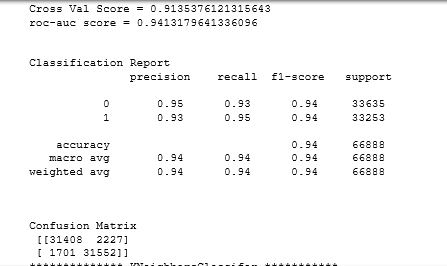 Cross Val Score = 0.9135376121315643
roc-auc score = 0.9413179641336096
Classification Report
precision recall f1-score support
0 0.95 0.93 0.94 33635
1 0.93 0.95 0.94 33253
accuracy 0.94 66888
macro avg 0.94 0.94 0.94 66888
weighted avg 0.94 0.94 0.94 66888
Confusion Matrix
[[31408 2227]
[ 1701 31552]]